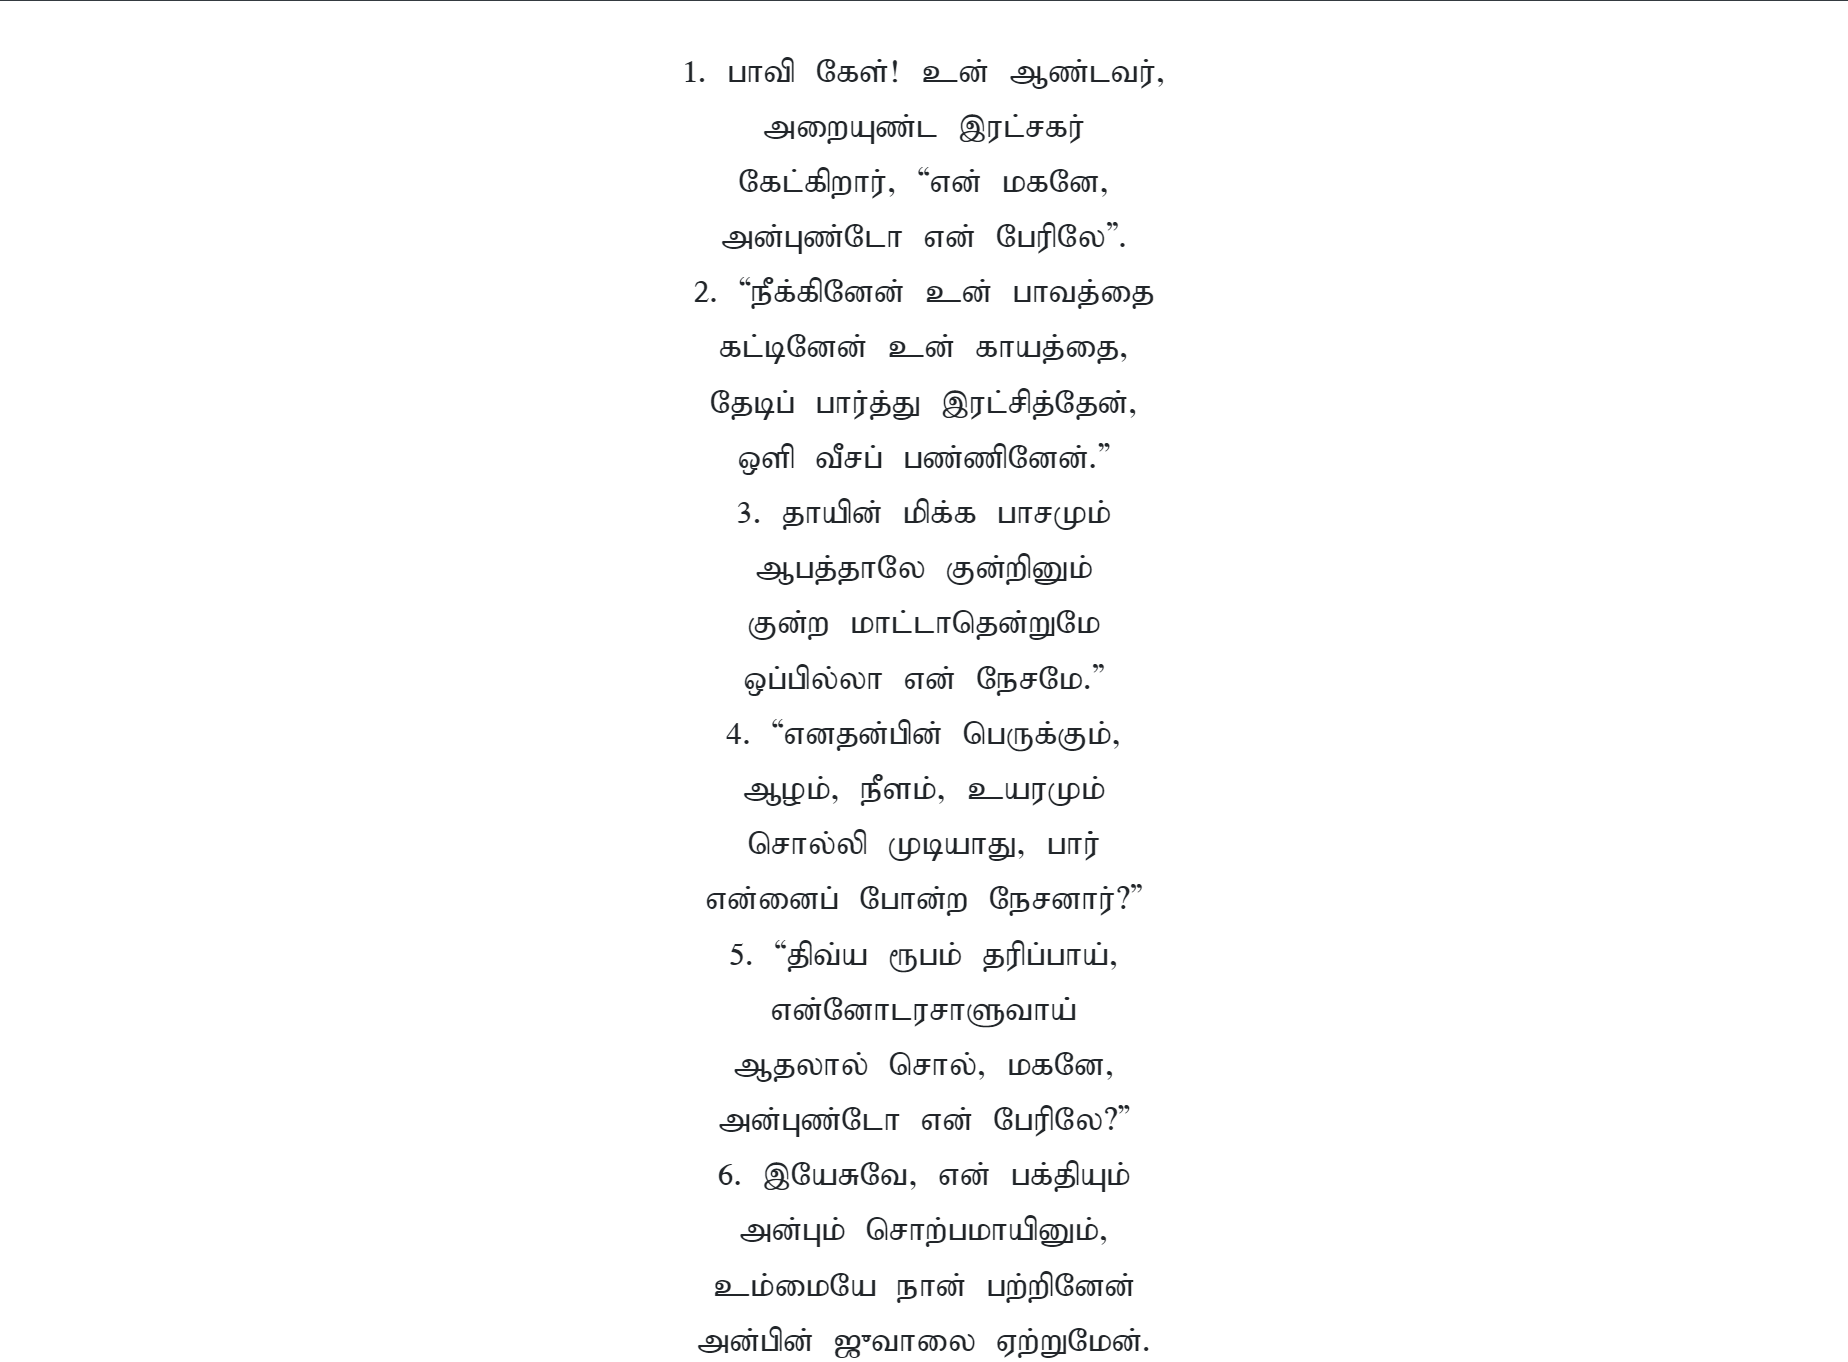 1. பாவி கேள்! உன் ஆண்டவர்,
அறையுண்ட இரட்சகர்
கேட்கிறார், “என் மகனே,
அன்புண்டோ என் பேரிலே”.
2. “நீக்கினேன் உன் பாவத்தை
கட்டினேன் உன் காயத்தை,
தேடிப் பார்த்து இரட்சித்தேன்,
ஒளி வீசப் பண்ணினேன்.”
3. தாயின் மிக்க பாசமும்
ஆபத்தாலே குன்றினும்
குன்ற மாட்டாதென்றுமே
ஒப்பில்லா என் நேசமே.”
4. “எனதன்பின் பெருக்கும்,
ஆழம், நீளம், உயரமும்
சொல்லி முடியாது, பார்
என்னைப் போன்ற நேசனார்?”
5. “திவ்ய ரூபம் தரிப்பாய்,
என்னோடரசாளுவாய்
ஆதலால் சொல், மகனே,
அன்புண்டோ என் பேரிலே?”
6. இயேசுவே, என் பக்தியும்
அன்பும் சொற்பமாயினும்,
உம்மையே நான் பற்றினேன்
அன்பின் ஜுவாலை ஏற்றுமேன்.